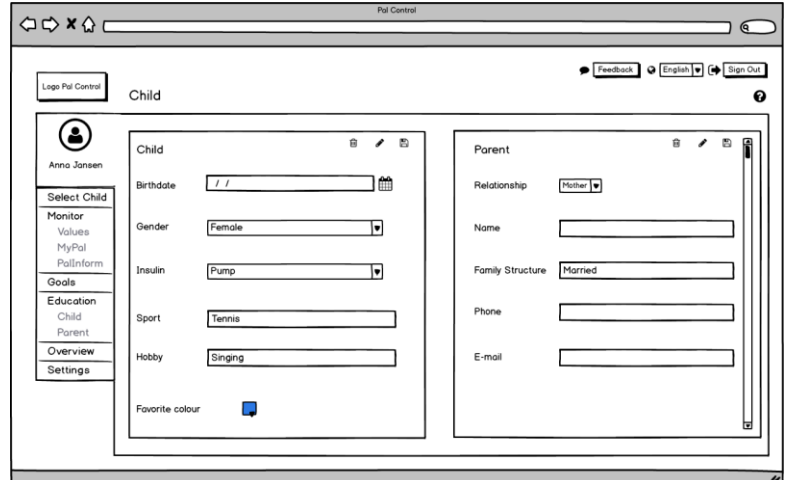 Pal Control
Feedback English Sign Out
Logo Pal Control
Child
Anna Jansen
Select Child
Monitor
Values
MyPal
PalInform
Goals
Education
Child
Parent
Overview
Settings
Child
Birthdate / /
Gender Female
Insulin Pump
Sport Tennis
Hobby Singing
Favorite colour
Parent
Relationship Mother
Name
Family Structure Married
Phone
E-mail